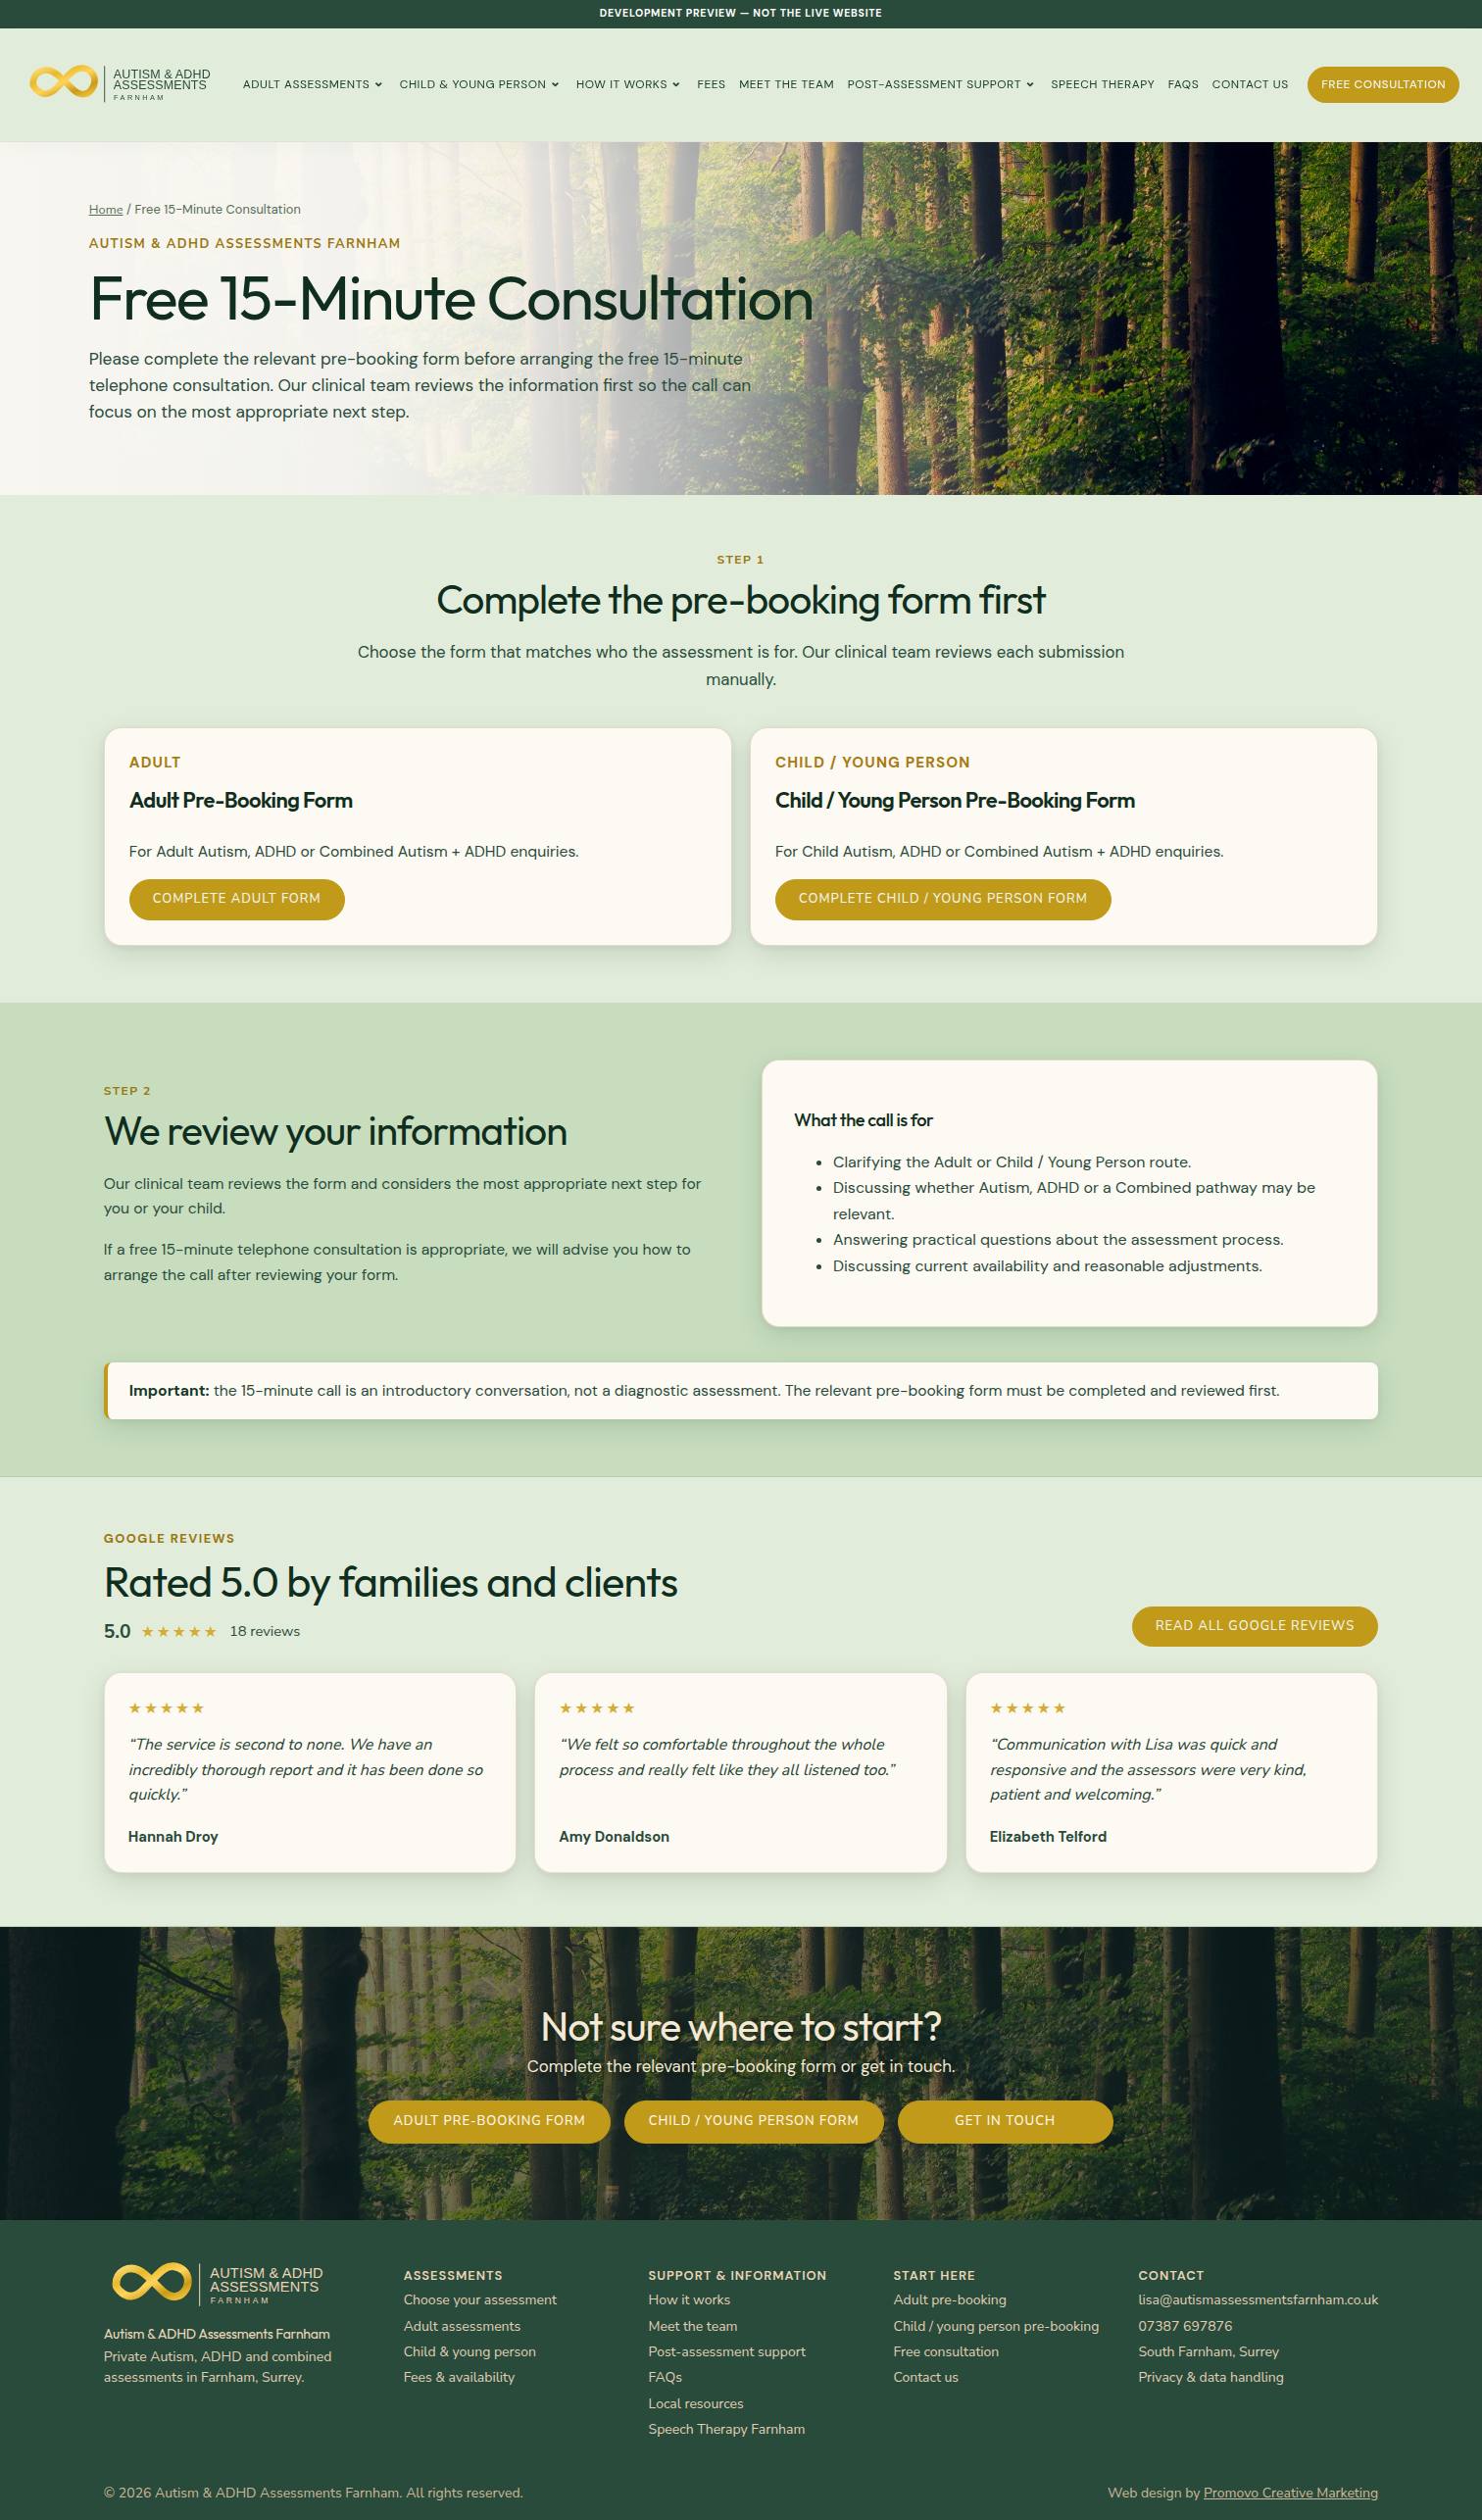 DEVELOPMENT PREVIEW — NOT THE LIVE WEBSITE
AUTISM & ADHD
ASSESSMENTS
FARNHAM
ADULT ASSESSMENTS
CHILD & YOUNG PERSON
HOW IT WORKS
FEES
MEET THE TEAM
POST-ASSESSMENT SUPPORT
SPEECH THERAPY
FAQS
CONTACT US
FREE CONSULTATION
Home / Free 15-Minute Consultation
AUTISM & ADHD ASSESSMENTS FARNHAM
Free 15-Minute Consultation
Please complete the relevant pre-booking form before arranging the free 15-minute
telephone consultation. Our clinical team reviews the information first so the call can
focus on the most appropriate next step.
STEP 1
Complete the pre-booking form first
Choose the form that matches who the assessment is for. Our clinical team reviews each submission
manually.
ADULT
Adult Pre-Booking Form
For Adult Autism, ADHD or Combined Autism + ADHD enquiries.
COMPLETE ADULT FORM
CHILD / YOUNG PERSON
Child / Young Person Pre-Booking Form
For Child Autism, ADHD or Combined Autism + ADHD enquiries.
COMPLETE CHILD / YOUNG PERSON FORM
STEP 2
We review your information
Our clinical team reviews the form and considers the most appropriate next step for
you or your child.
If a free 15-minute telephone consultation is appropriate, we will advise you how to
arrange the call after reviewing your form.
What the call is for
• Clarifying the Adult or Child / Young Person route.
• Discussing whether Autism, ADHD or a Combined pathway may be
relevant.
• Answering practical questions about the assessment process.
• Discussing current availability and reasonable adjustments.
Important: the 15-minute call is an introductory conversation, not a diagnostic assessment. The relevant pre-booking form must be completed and reviewed first.
GOOGLE REVIEWS
Rated 5.0 by families and clients
5.0 ★★★★★ 18 reviews
READ ALL GOOGLE REVIEWS
★★★★★
“The service is second to none. We have an
incredibly thorough report and it has been done so
quickly.”
Hannah Droy
★★★★★
“We felt so comfortable throughout the whole
process and really felt like they all listened too.”
Amy Donaldson
★★★★★
“Communication with Lisa was quick and
responsive and the assessors were very kind,
patient and welcoming.”
Elizabeth Telford
Not sure where to start?
Complete the relevant pre-booking form or get in touch.
ADULT PRE-BOOKING FORM
CHILD / YOUNG PERSON FORM
GET IN TOUCH
AUTISM & ADHD
ASSESSMENTS
FARNHAM
Autism & ADHD Assessments Farnham
Private Autism, ADHD and combined
assessments in Farnham, Surrey.
ASSESSMENTS
Choose your assessment
Adult assessments
Child & young person
Fees & availability
SUPPORT & INFORMATION
How it works
Meet the team
Post-assessment support
FAQs
Local resources
Speech Therapy Farnham
START HERE
Adult pre-booking
Child / young person pre-booking
Free consultation
Contact us
CONTACT
lisa@autismassessmentsfarnham.co.uk
07387 697876
South Farnham, Surrey
Privacy & data handling
© 2026 Autism & ADHD Assessments Farnham. All rights reserved.
Web design by Promovo Creative Marketing